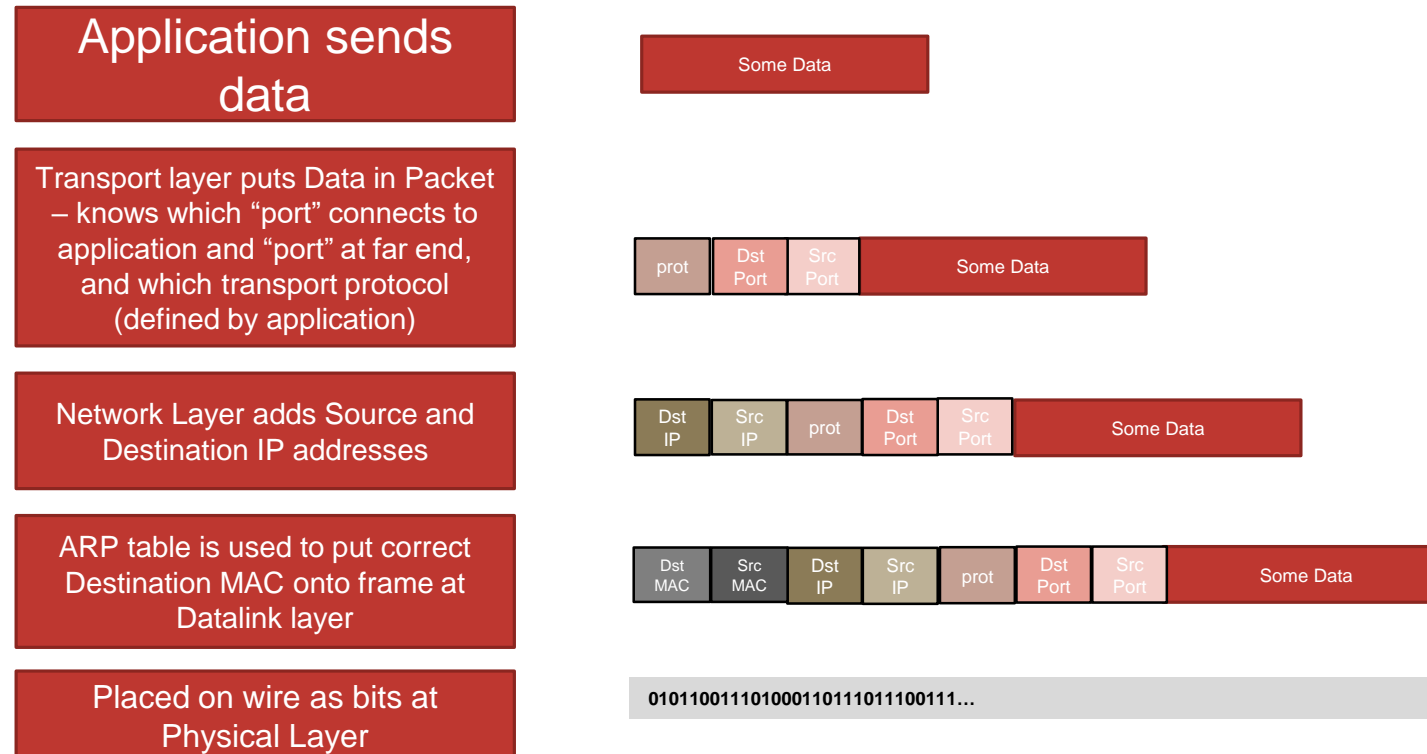 Application sends
data
Some Data
Transport layer puts Data in Packet
– knows which “port” connects to
application and “port” at far end,
and which transport protocol
(defined by application)
prot
Dst
Port
Src
Port
Some Data
Network Layer adds Source and
Destination IP addresses
Dst
IP
Src
IP
prot
Dst
Port
Src
Port
Some Data
ARP table is used to put correct
Destination MAC onto frame at
Datalink layer
Dst
MAC
Src
MAC
Dst
IP
Src
IP
prot
Dst
Port
Src
Port
Some Data
Placed on wire as bits at
Physical Layer
0101100111010001101110111001​11…